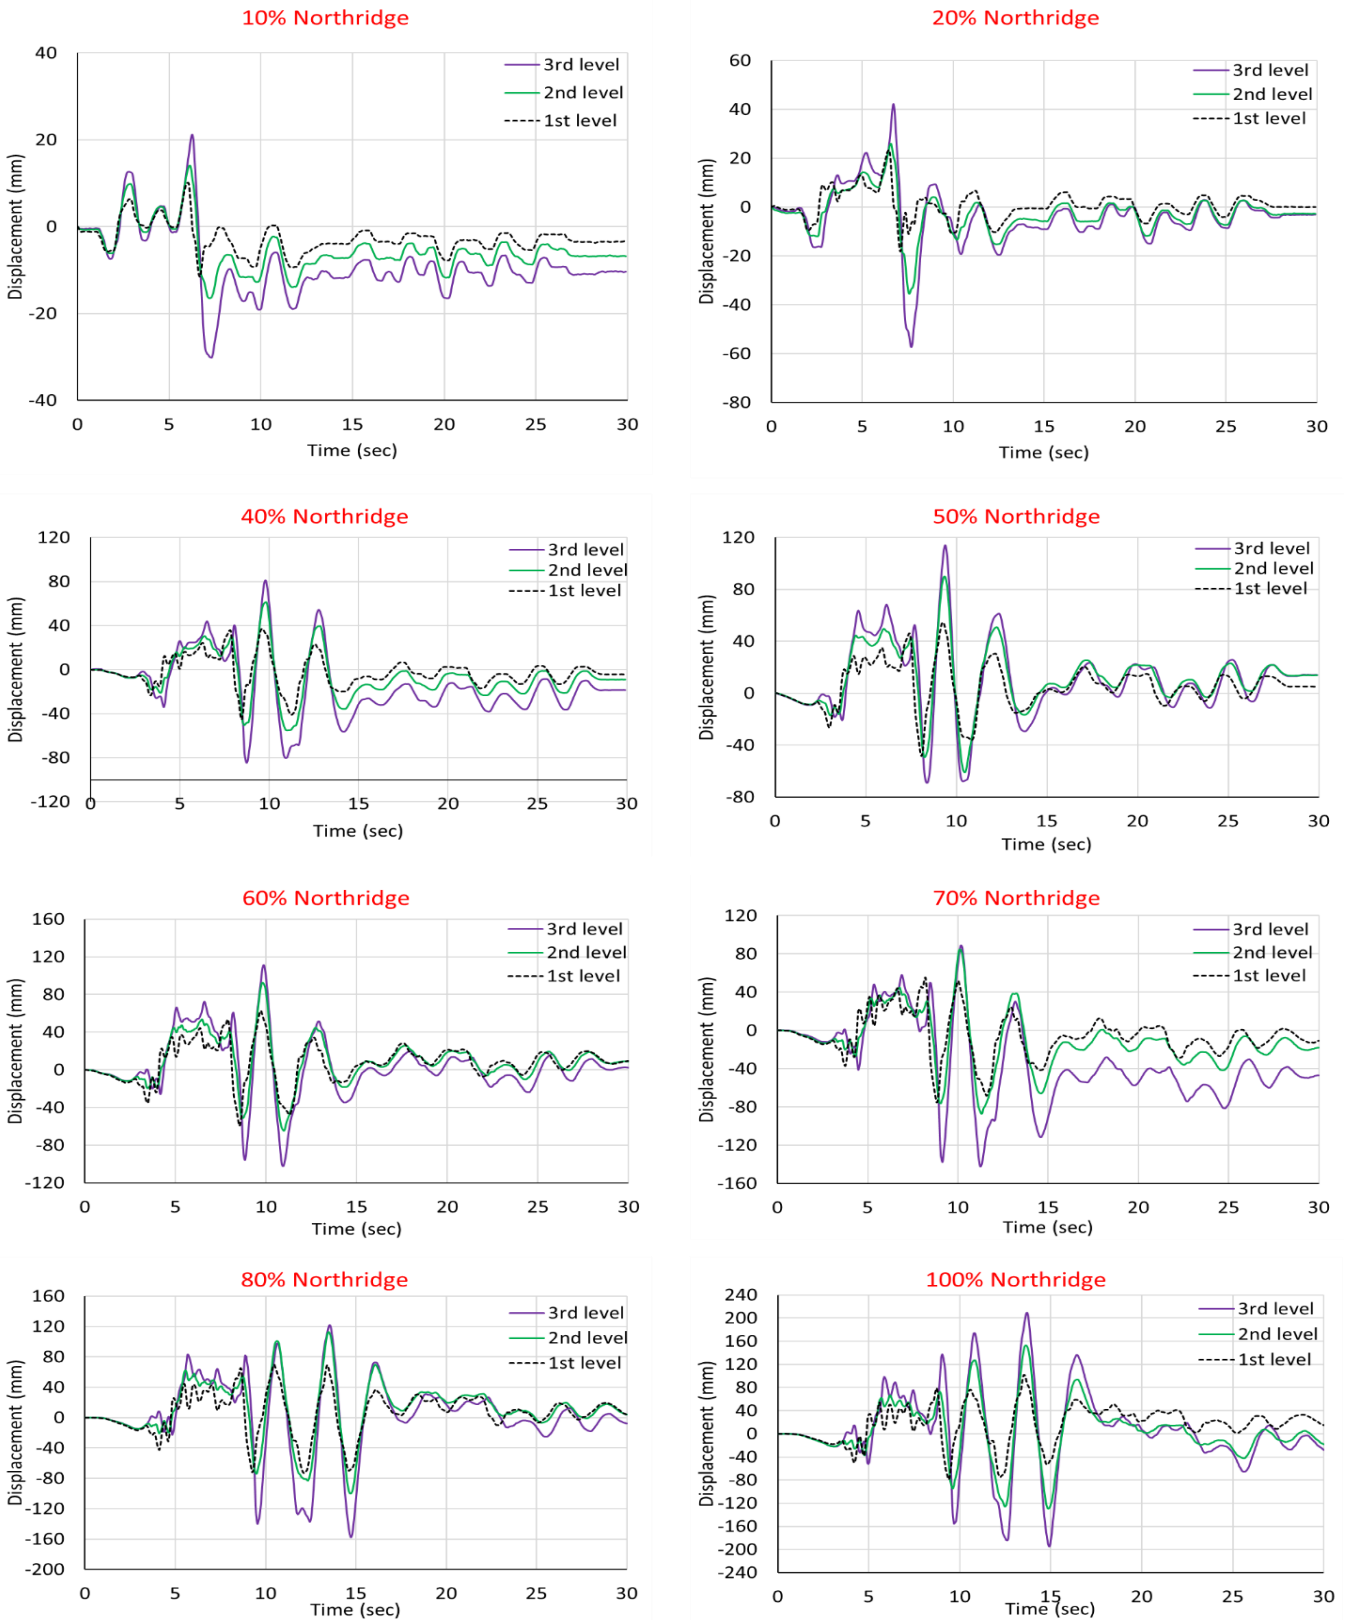 10% Northridge
40
20
0
-20
-40
Displacement (mm)
0 5 10 15 20 25 30
Time (sec)
3rd level
2nd level
1st level
20% Northridge
60
40
20
0
-20
-40
-60
-80
Displacement (mm)
0 5 10 15 20 25 30
Time (sec)
3rd level
2nd level
1st level
40% Northridge
120
80
40
0
-40
-80
-120
Displacement (mm)
0 5 10 15 20 25 30
Time (sec)
3rd level
2nd level
1st level
50% Northridge
120
80
40
0
-40
-80
Displacement (mm)
0 5 10 15 20 25 30
Time (sec)
3rd level
2nd level
1st level
60% Northridge
160
120
80
40
0
-40
-80
-120
Displacement (mm)
0 5 10 15 20 25 30
Time (sec)
3rd level
2nd level
1st level
70% Northridge
120
80
40
0
-40
-80
-120
-160
Displacement (mm)
0 5 10 15 20 25 30
Time (sec)
3rd level
2nd level
1st level
80% Northridge
160
120
80
40
0
-40
-80
-120
-160
-200
Displacement (mm)
0 5 10 15 20 25 30
Time (sec)
3rd level
2nd level
1st level
100% Northridge
240
200
160
120
80
40
0
-40
-80
-120
-160
-200
-240
Displacement (mm)
0 5 10 15 20 25 30
Time (sec)
3rd level
2nd level
1st level